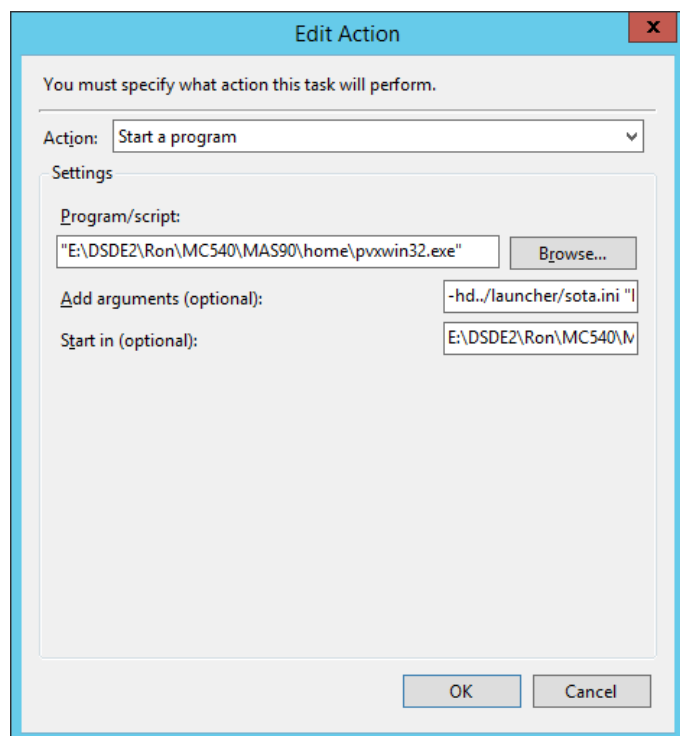 Edit Action
x
You must specify what action this task will perform.
Action: Start a program
Settings
Program/script:
"E:\DSDE2\Ron\MC540\MAS90\home\pvxwin32.exe" Browse...
Add arguments (optional): -hd../launcher/sota.ini "
Start in (optional): E:\DSDE2\Ron\MC540\M
OK Cancel